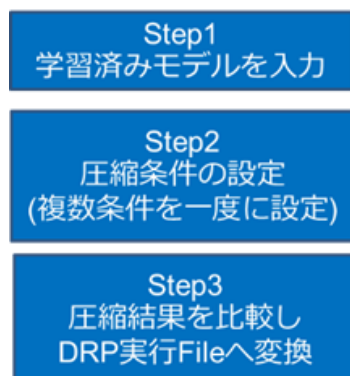 Step1
学習済みモデルを入力
Step2
圧縮条件の設定
(複数条件を一度に設定)
Step3
圧縮結果を比較し
DRP実行Fileへ変換